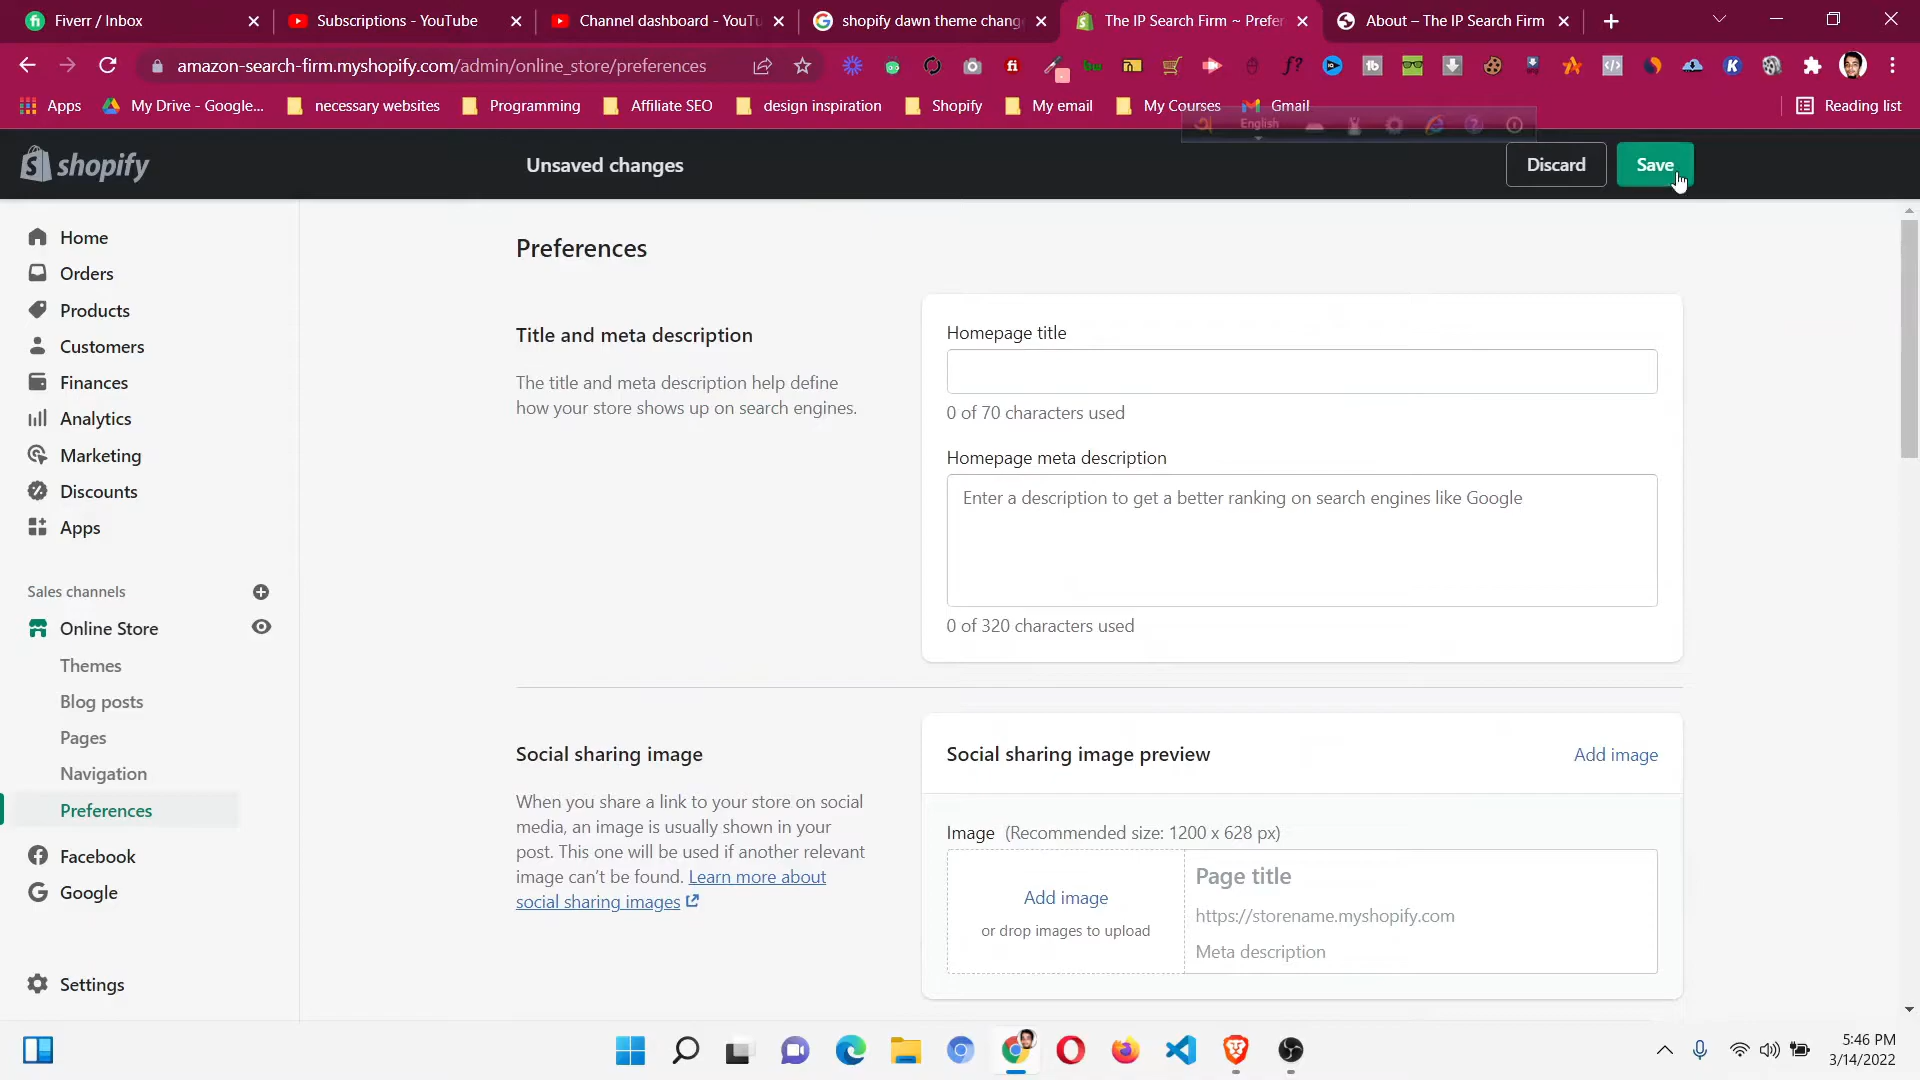 Fiverr / Inbox
Subscriptions - YouTube
Channel dashboard - YouTu
shopify dawn theme chang
The IP Search Firm ~ Prefer
About – The IP Search Firm
amazon-search-firm.myshopify.com/admin/online_store/preferences
Apps
My Drive - Google...
necessary websites
Programming
Affiliate SEO
design inspiration
Shopify
My email
My Courses
Gmail
Reading list
English
shopify
Unsaved changes
Discard
Save
Home
Orders
Products
Customers
Finances
Analytics
Marketing
Discounts
Apps
Sales channels
Online Store
Themes
Blog posts
Pages
Navigation
Preferences
Facebook
Google
Settings
Preferences
Title and meta description
The title and meta description help define
how your store shows up on search engines.
Homepage title
0 of 70 characters used
Homepage meta description
Enter a description to get a better ranking on search engines like Google
0 of 320 characters used
Social sharing image
When you share a link to your store on social
media, an image is usually shown in your
post. This one will be used if another relevant
image can't be found. Learn more about
social sharing images
Social sharing image preview
Add image
Image (Recommended size: 1200 x 628 px)
Add image
or drop images to upload
Page title
https://storename.myshopify.com
Meta description
5:46 PM
3/14/2022